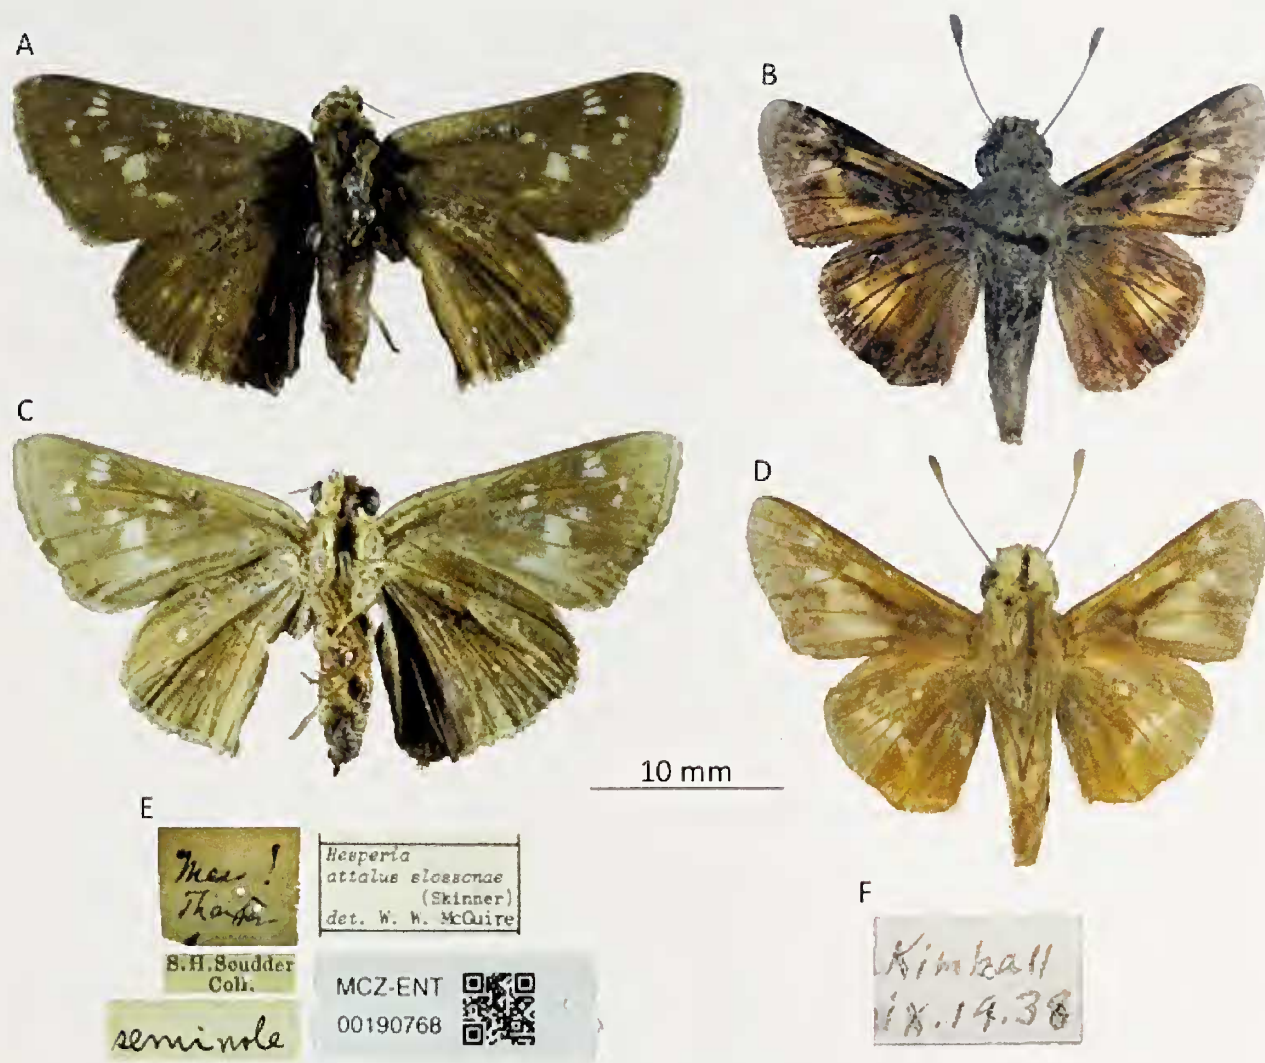 A
B
C
D
10 mm
E
Mass!
Thaxter
Hesperia
attalus slossonae
(Skinner)
det. W. W. McGuire
S.H.Scudder
Coll.
seminole
MCZ-ENT
00190768
F
Kimball
ix.19.38